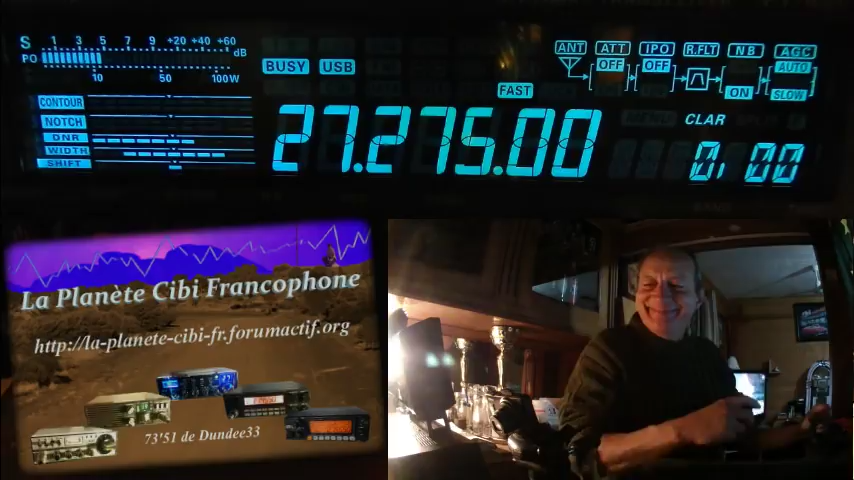 S 1 3 5 7 9 +20 +40 +60 dB
PO 10 50 100W
BUSY USB
FAST
ANT ATT IPO R.FLT NB AGC
OFF OFF AUTO
ON SLOW
CONTOUR
NOTCH
DNR
WIDTH
SHIFT
27.275.00
CLAR
0.00
La Planète Cibi Francophone
http://la-planete-cibi-fr.forumactif.org
73'51 de Dundee33